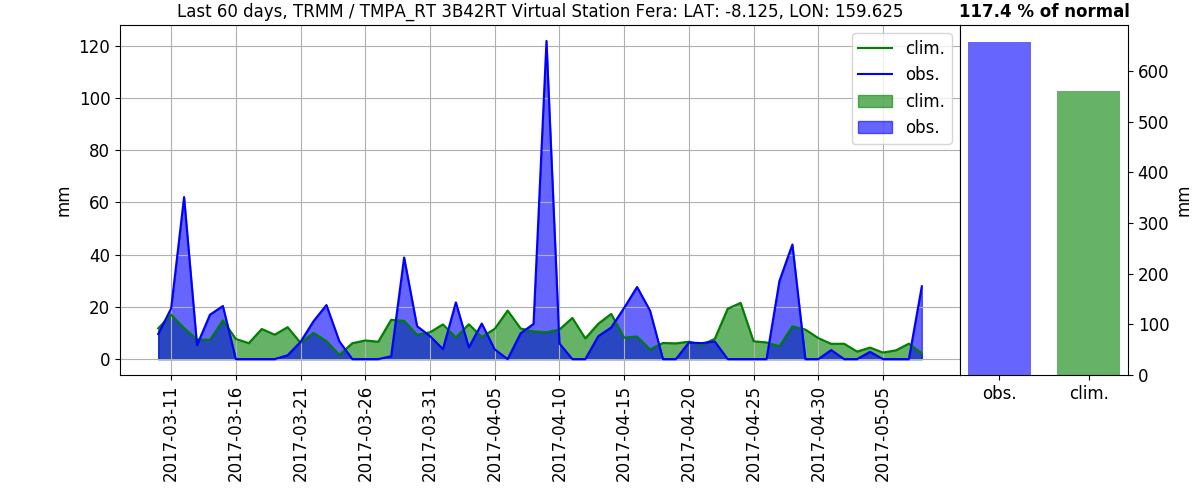 Last 60 days, TRMM / TMPA_RT 3B42RT Virtual Station Fera: LAT: -8.125, LON: 159.625
117.4 % of normal
mm
120
100
80
60
40
20
0
clim.
obs.
clim.
obs.
2017-03-11
2017-03-16
2017-03-21
2017-03-26
2017-03-31
2017-04-05
2017-04-10
2017-04-15
2017-04-20
2017-04-25
2017-04-30
2017-05-05
600
500
400
300
200
100
0
mm
obs.
clim.